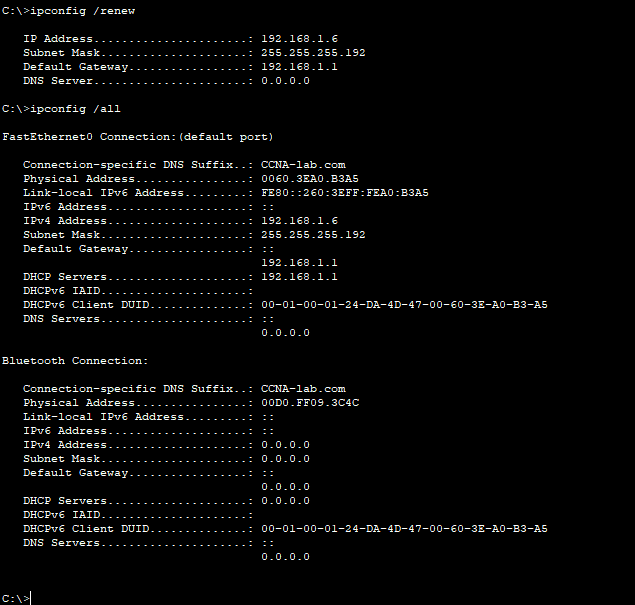 C:\>ipconfig /renew
IP Address......................: 192.168.1.6
Subnet Mask.....................: 255.255.255.192
Default Gateway.................: 192.168.1.1
DNS Server......................: 0.0.0.0
C:\>ipconfig /all
FastEthernet0 Connection:(default port)
Connection-specific DNS Suffix..: CCNA-lab.com
Physical Address................: 0060.3EA0.B3A5
Link-local IPv6 Address.........: FE80::260:3EFF:FEA0:B3A5
IPv6 Address....................: ::
IPv4 Address....................: 192.168.1.6
Subnet Mask.....................: 255.255.255.192
Default Gateway.................: ::
192.168.1.1
DHCP Servers....................: 192.168.1.1
DHCPv6 IAID.....................:
DHCPv6 Client DUID..............: 00-01-00-01-24-DA-4D-47-00-60-3E-A0-B3-A5
DNS Servers.....................: ::
0.0.0.0
Bluetooth Connection:
Connection-specific DNS Suffix..: CCNA-lab.com
Physical Address................: 00D0.FF09.3C4C
Link-local IPv6 Address.........: ::
IPv6 Address....................: ::
IPv4 Address....................: 0.0.0.0
Subnet Mask.....................: 0.0.0.0
Default Gateway.................: ::
0.0.0.0
DHCP Servers....................: 0.0.0.0
DHCPv6 IAID.....................:
DHCPv6 Client DUID..............: 00-01-00-01-24-DA-4D-47-00-60-3E-A0-B3-A5
DNS Servers.....................: ::
0.0.0.0
C:\>